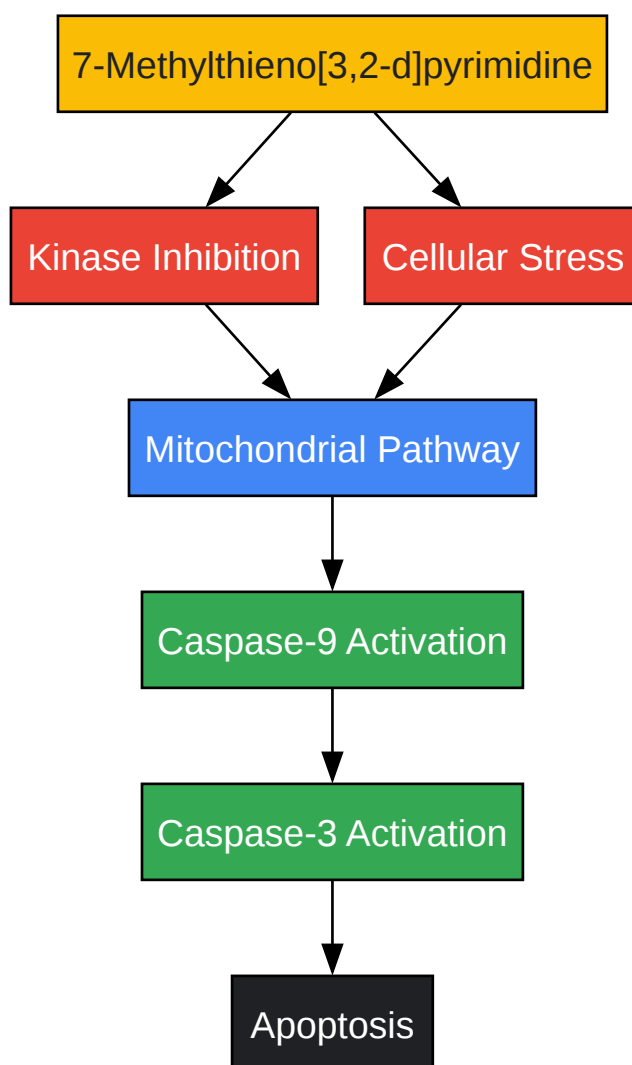 7-Methylthieno[3,2-d]pyrimidine
Kinase Inhibition
Cellular Stress
Mitochondrial Pathway
Caspase-9 Activation
Caspase-3 Activation
Apoptosis